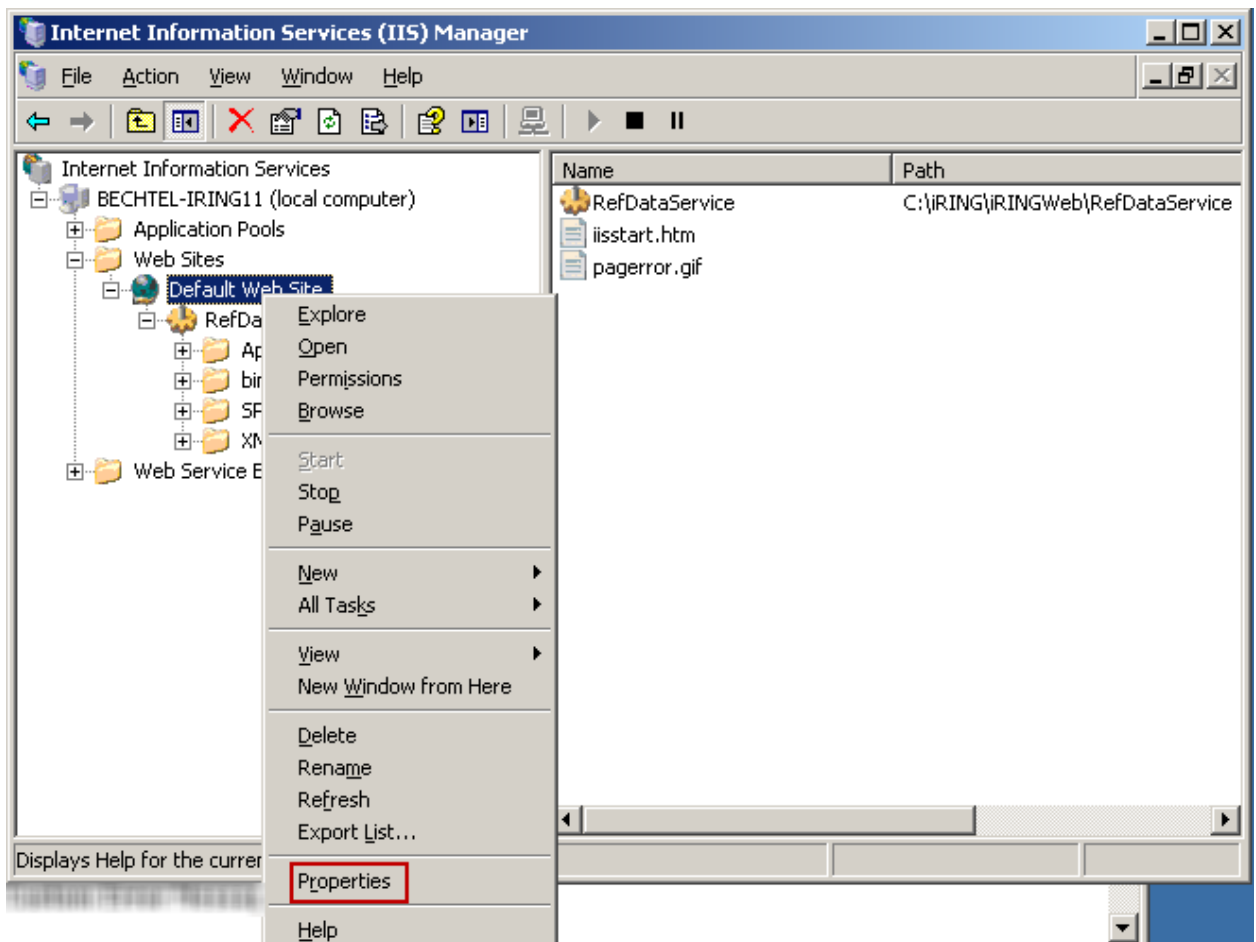 Internet Information Services (IIS) Manager
File Action View Window Help
Internet Information Services
BECHTEL-IRING11 (local computer)
Application Pools
Web Sites
Default Web Site
RefDa
Ap
bin
SP
XM
Web Service E
Name Path
RefDataService C:\iRING\iRINGWeb\RefDataService
iisstart.htm
pagerror.gif
Explore
Open
Permissions
Browse
Start
Stop
Pause
New
All Tasks
View
New Window from Here
Delete
Rename
Refresh
Export List...
Properties
Help
Displays Help for the curren